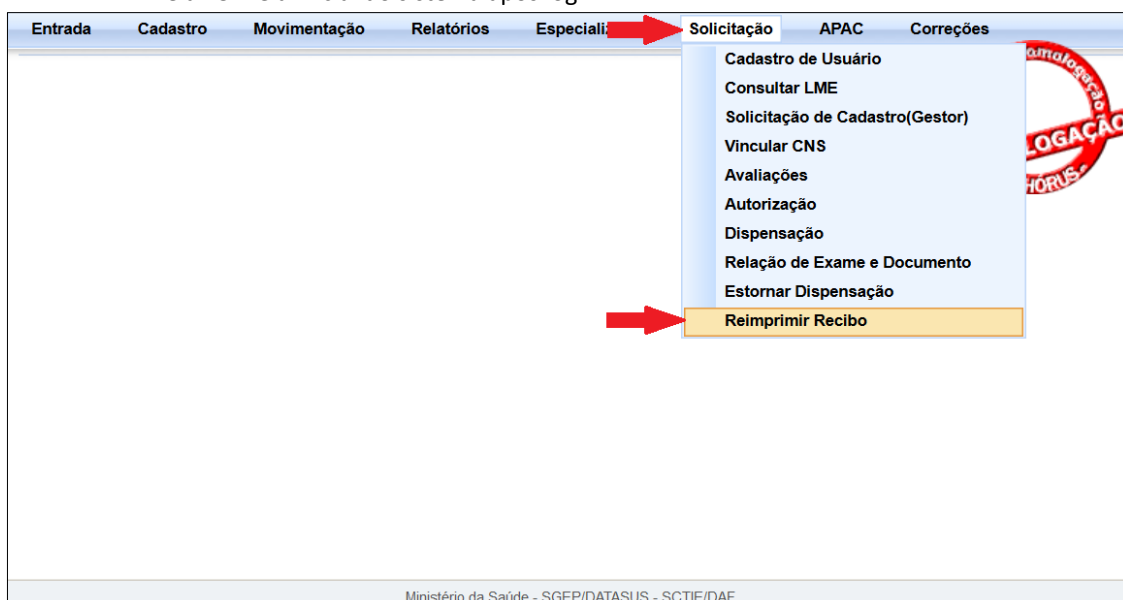 Entrada Cadastro Movimentação Relatórios Solicitação APAC Correções
Cadastro de Usuário
Consultar LME
Solicitação de Cadastro(Gestor)
Vincular CNS
Avaliações
Autorização
Dispensação
Relação de Exame e Documento
Estornar Dispensação
Reimprimir Recibo
HÓRUS
Ministério da Saúde - SGEP/DATASUS - SCTIE/DAF